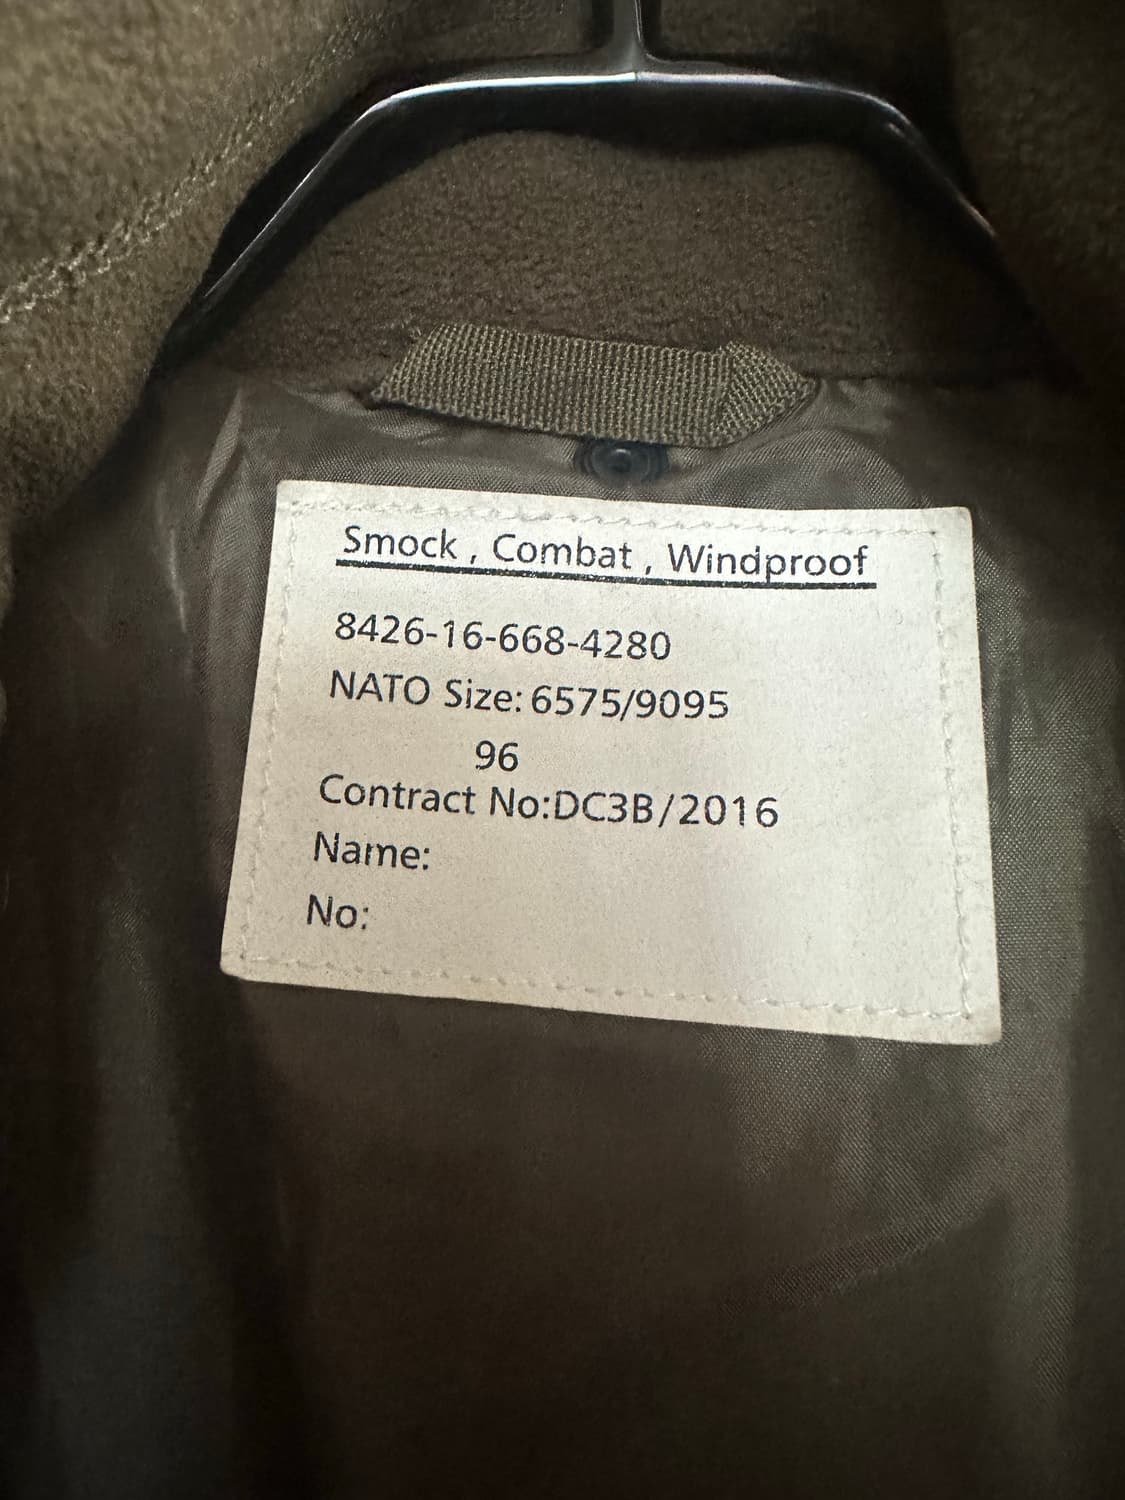 Smock , Combat , Windproof
8426-16-668-4280
NATO Size: 6575/9095
96
Contract No:DC3B/2016
Name:
No: